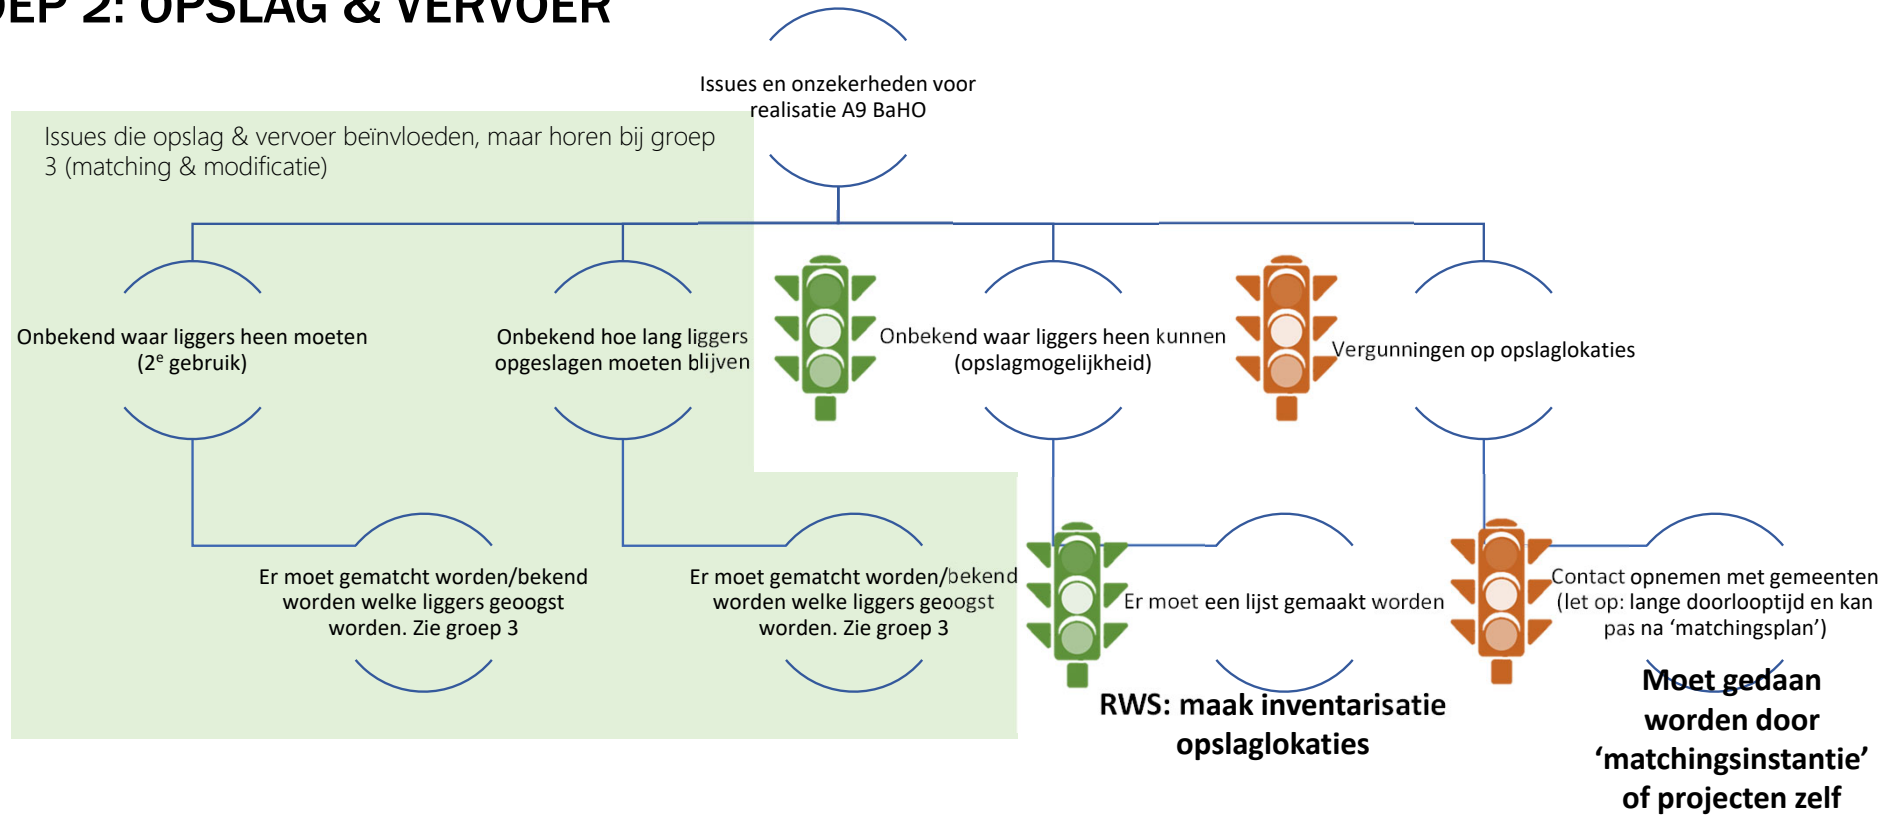 OEP 2: OPSLAG & VERVOER
Issues en onzekerheden voor
realisatie A9 BaHO
Issues die opslag & vervoer beïnvloeden, maar horen bij groep
3 (matching & modificatie)
Onbekend waar liggers heen moeten
(2e gebruik)
Onbekend hoe lang liggers
opgeslagen moeten blijven
Onbekend waar liggers heen kunnen
(opslagmogelijkheid)
Vergunningen op opslaglokaties
Er moet gematcht worden/bekend
worden welke liggers geoogst
worden. Zie groep 3
Er moet gematcht worden/bekend
worden welke liggers geoogst
worden. Zie groep 3
Er moet een lijst gemaakt worden
Contact opnemen met gemeenten
(let op: lange doorlooptijd en kan
pas na ‘matchingsplan’)
RWS: maak inventarisatie
opslaglokaties
Moet gedaan
worden door
‘matchingsinstantie’
of projecten zelf